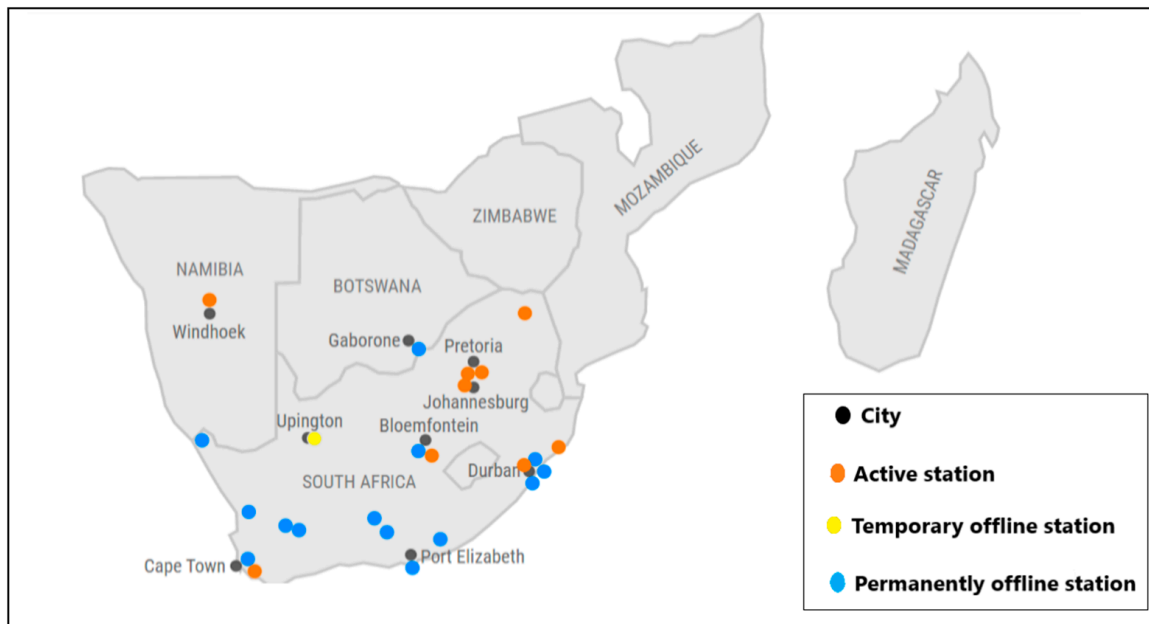 MOZAMBIQUE
MADAGASCAR
ZIMBABWE
NAMIBIA
BOTSWANA
Windhoek
Gaborone
Pretoria
Johannesburg
Upington
Bloemfontein
SOUTH AFRICA
Durban
Cape Town
Port Elizabeth
City
Active station
Temporary offline station
Permanently offline station